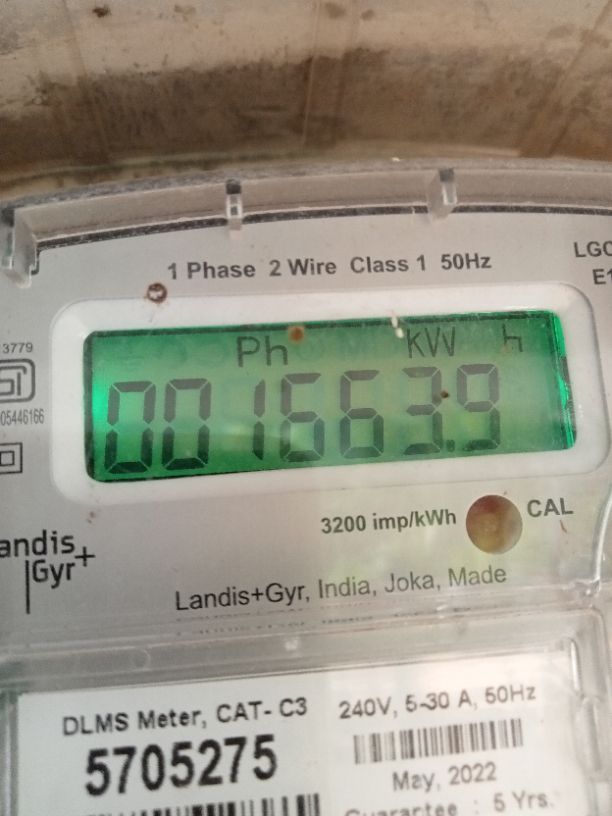 1 Phase 2 Wire Class 1 50Hz
LGC
E1
3779
05446166
Ph KW h
001563.9
3200 imp/kWh CAL
andis
Gyr+
Landis+Gyr, India, Joka, Made
DLMS Meter, CAT- C3
5705275
240V, 5-30 A, 50Hz
May, 2022
Guarantee : 5 Yrs.